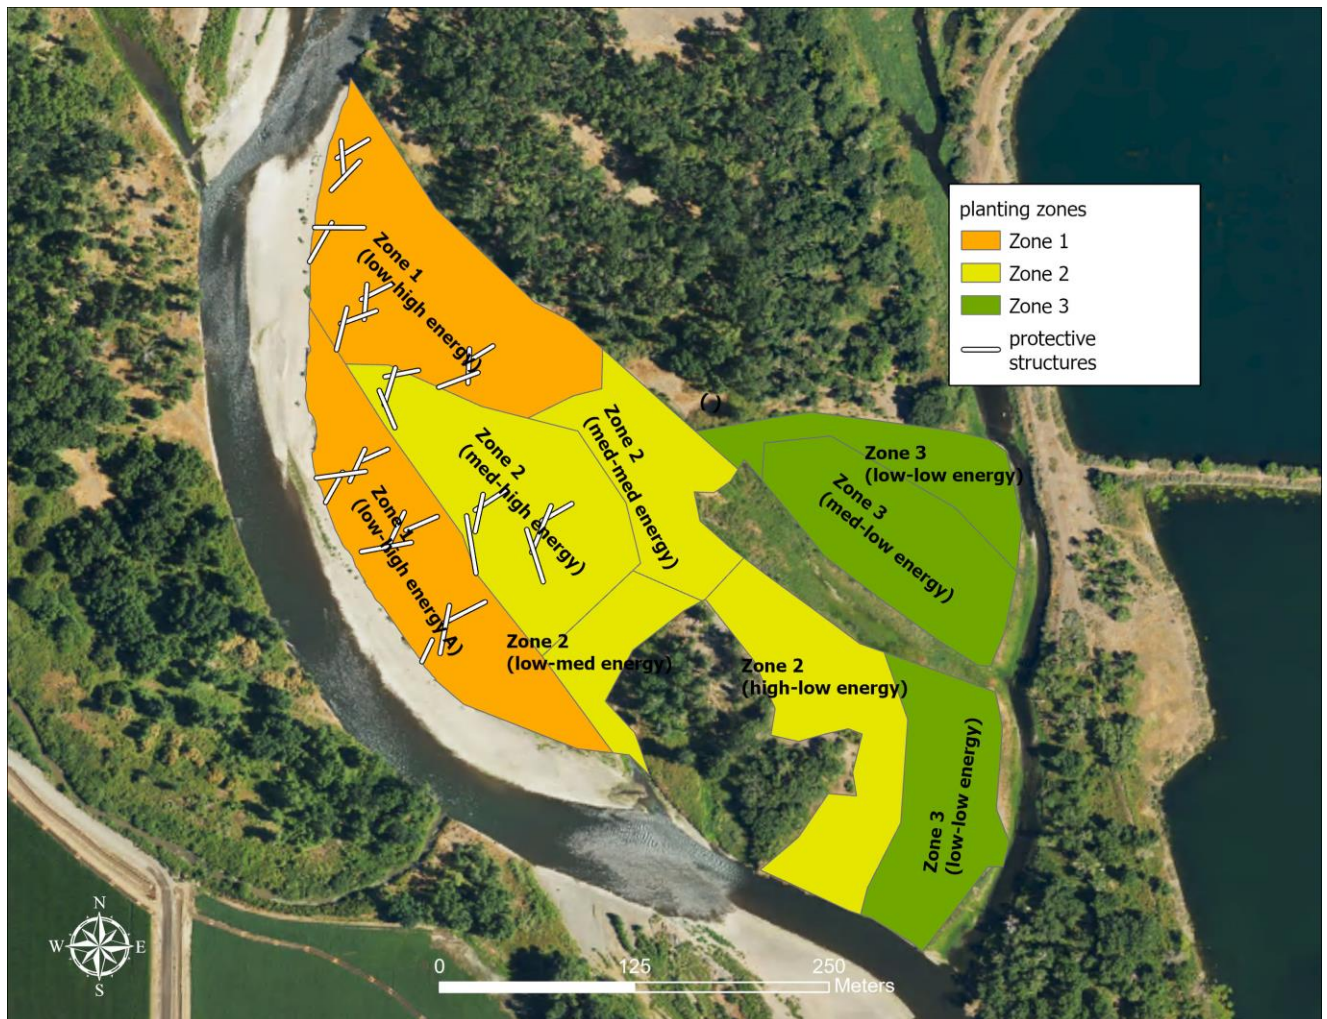 planting zones
Zone 1
Zone 2
Zone 3
protective
structures
Zone 1
(low-high energy)
Zone 2
(med-high energy)
Zone 2
(med-med energy)
( )
Zone 3
(low-low energy)
Zone 3
(med-low energy)
Zone 1
(low-high energy A)
Zone 2
(low-med energy)
Zone 2
(high-low energy)
Zone 3
(low-low energy)
N
W E
S
0 125 250
Meters